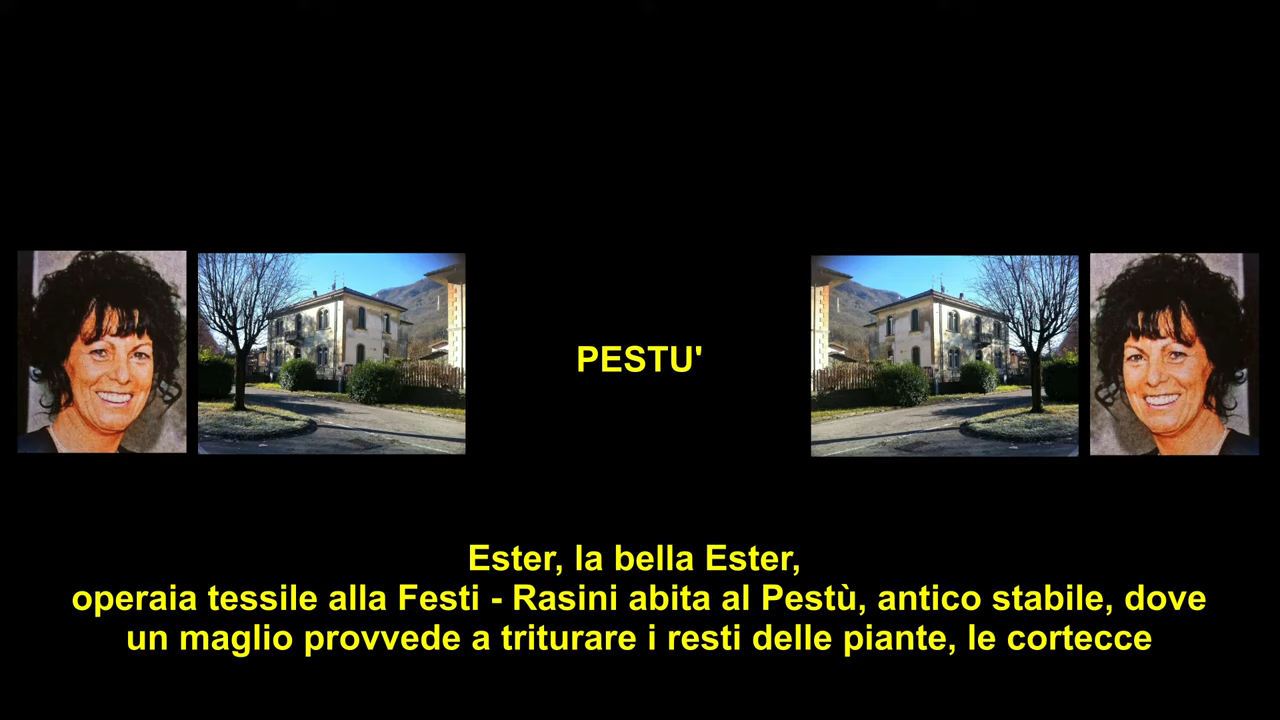 PESTU'
Ester, la bella Ester,
operaia tessile alla Festi - Rasini abita al Pestù, antico stabile, dove
un maglio provvede a triturare i resti delle piante, le cortecce